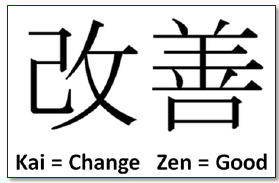 改善
Kai = Change Zen = Good